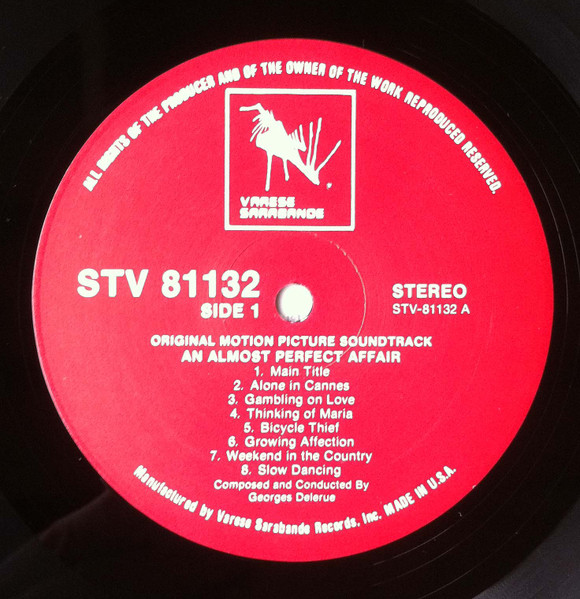 ALL RIGHTS OF THE PRODUCER AND OF THE OWNER OF THE WORK REPRODUCED RESERVED.
VARESE
SARABANDE
STV 81132
SIDE 1
STEREO
STV-81132 A
ORIGINAL MOTION PICTURE SOUNDTRACK
AN ALMOST PERFECT AFFAIR
1. Main Title
2. Alone in Cannes
3. Gambling on Love
4. Thinking of Maria
5. Bicycle Thief
6. Growing Affection
7. Weekend in the Country
8. Slow Dancing
Composed and Conducted By
Georges Delerue
Manufactured by Varese Sarabande Records, Inc. MADE IN U.S.A.